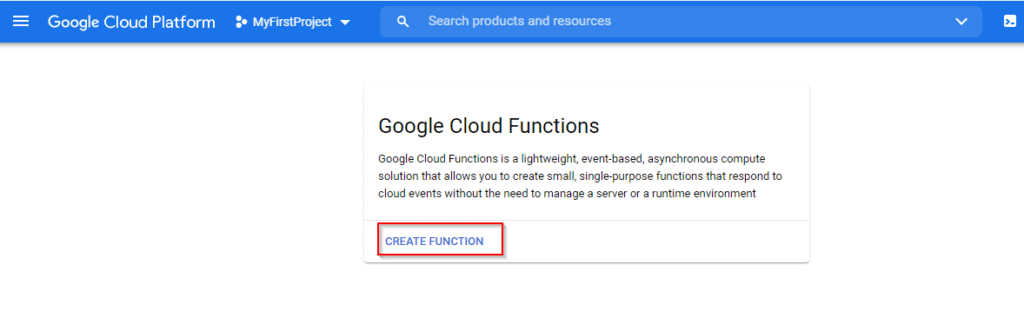 Google Cloud Platform
MyFirstProject
Search products and resources
Google Cloud Functions
Google Cloud Functions is a lightweight, event-based, asynchronous compute
solution that allows you to create small, single-purpose functions that respond to
cloud events without the need to manage a server or a runtime environment
CREATE FUNCTION